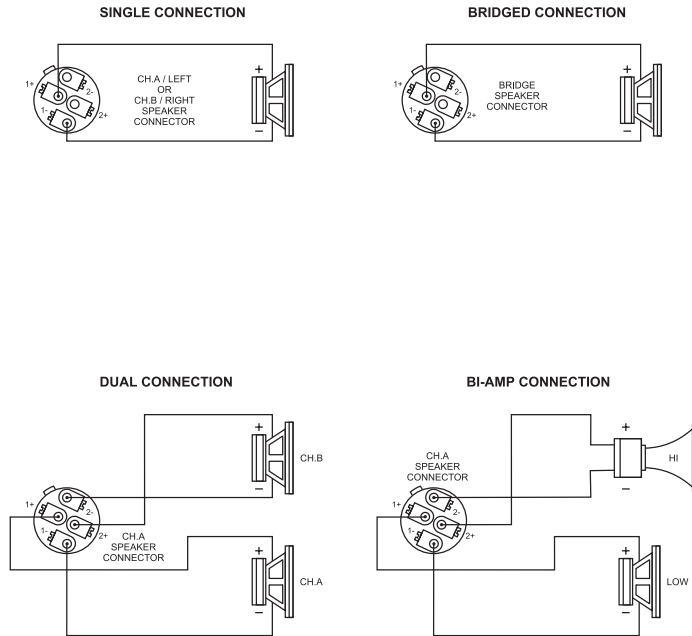 SINGLE CONNECTION
1+
2-
1-
2+
CH.A / LEFT
OR
CH.B / RIGHT
SPEAKER
CONNECTOR
+
–
BRIDGED CONNECTION
1+
2-
1-
2+
BRIDGE
SPEAKER
CONNECTOR
+
–
DUAL CONNECTION
1+
2-
1-
2+
CH.A
SPEAKER
CONNECTOR
+
–
CH.B
+
–
CH.A
BI-AMP CONNECTION
CH.A
SPEAKER
CONNECTOR
1+
2-
1-
2+
+
–
HI
+
–
LOW